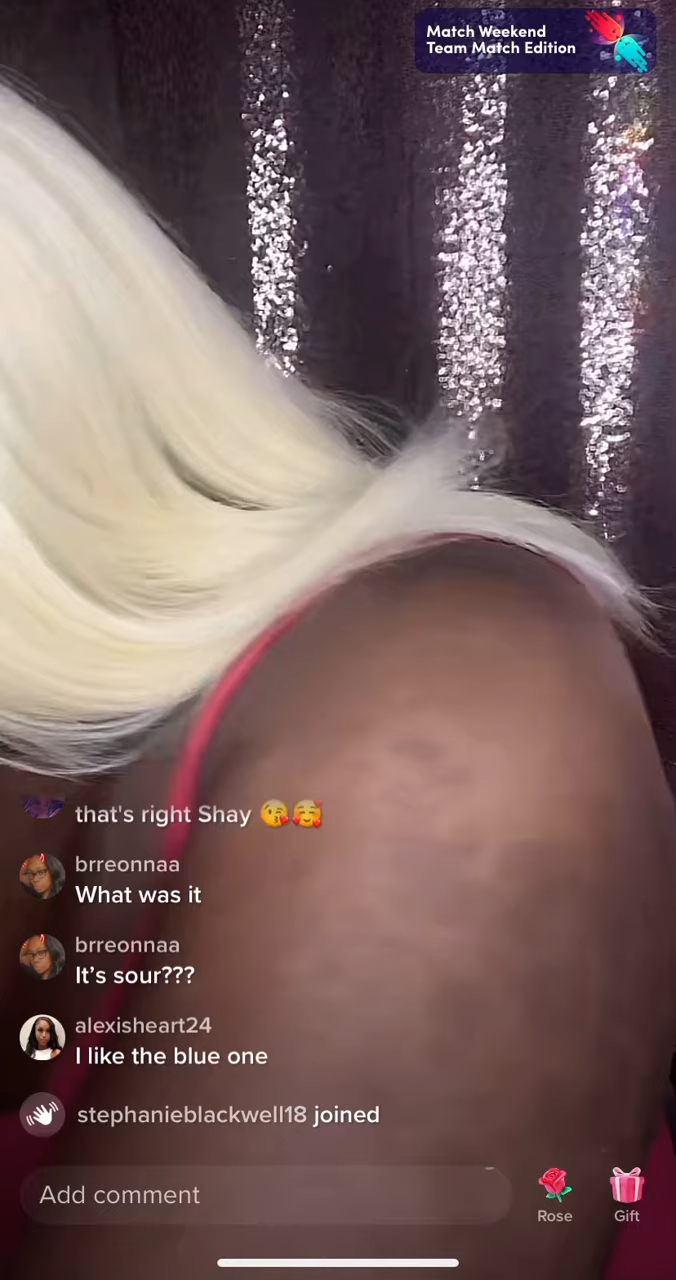 Match Weekend
Team Match Edition
that's right Shay 😘🥰
brreonnaa
What was it
brreonnaa
It’s sour???
alexisheart24
I like the blue one
stephanieblackwell18 joined
Add comment
Rose
Gift